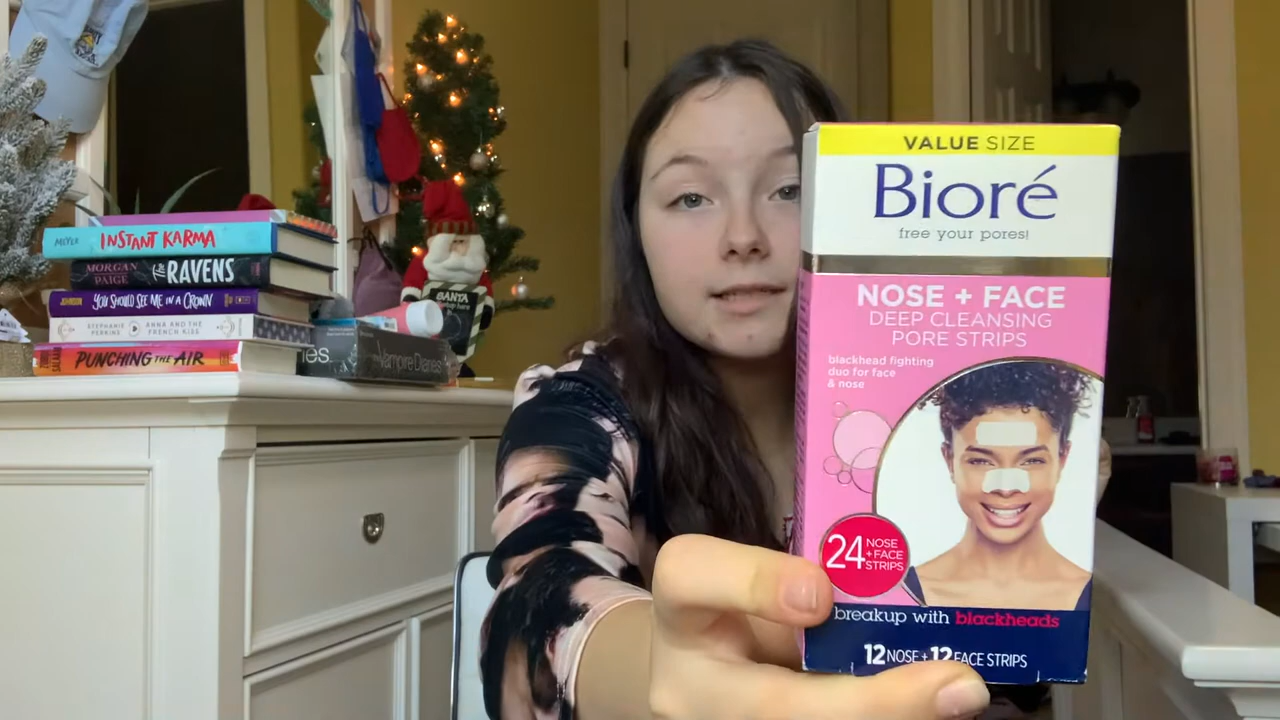 MEYER INSTANT KARMA
MORGAN
PAIGE
The RAVENS
JOHNSON YOU SHOULD SEE ME IN A CROWN
STEPHANIE
PERKINS
ANNA AND THE
FRENCH KISS
PUNCHING THE AIR
SANTA
Vampire Diaries
VALUE SIZE
Bioré
free your pores!
NOSE + FACE
DEEP CLEANSING
PORE STRIPS
blackhead fighting
duo for face
& nose
24 NOSE
+ FACE
STRIPS
breakup with blackheads
12 NOSE + 12 FACE STRIPS